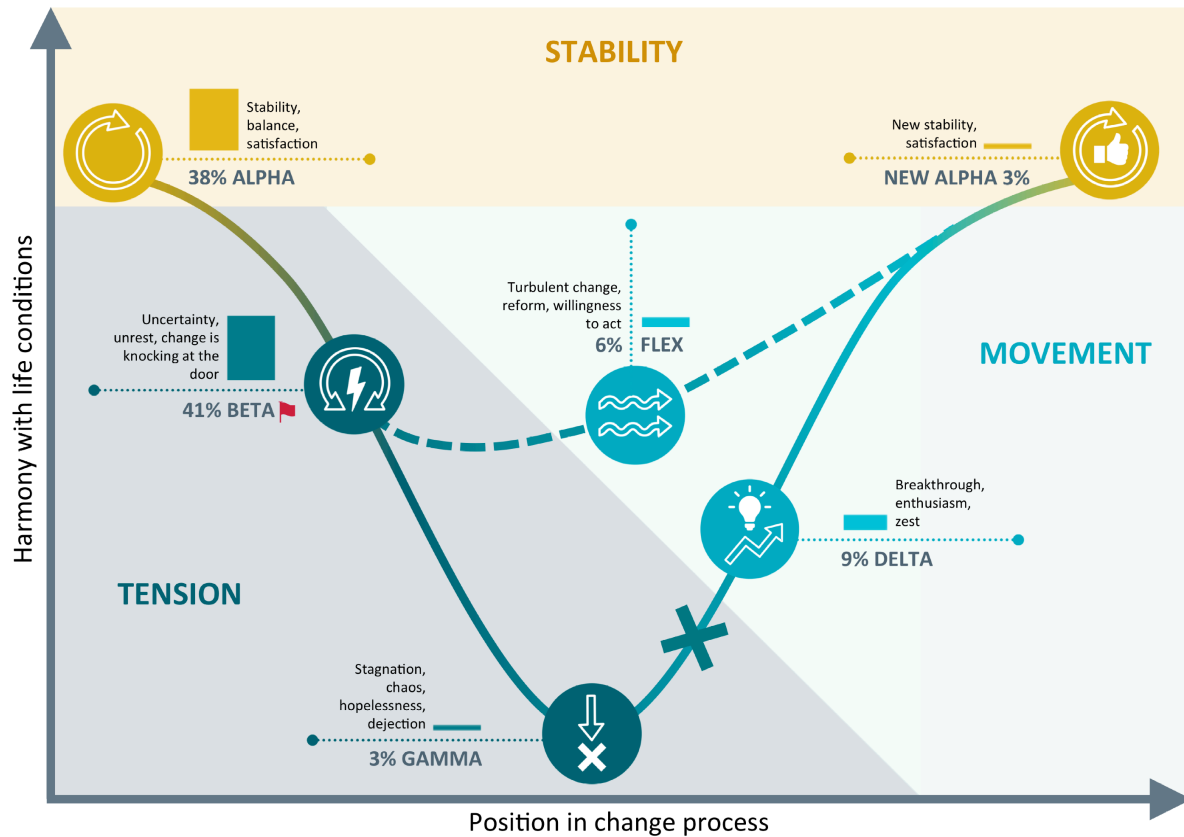 STABILITY
Stability,
balance,
satisfaction
38% ALPHA
New stability,
satisfaction
NEW ALPHA 3%
Turbulent change,
reform, willingness
to act
6% FLEX
Uncertainty,
unrest, change is
knocking at the
door
41% BETA
MOVEMENT
Breakthrough,
enthusiasm,
zest
9% DELTA
TENSION
Stagnation,
chaos,
hopelessness,
dejection
3% GAMMA
Harmony with life conditions
Position in change process